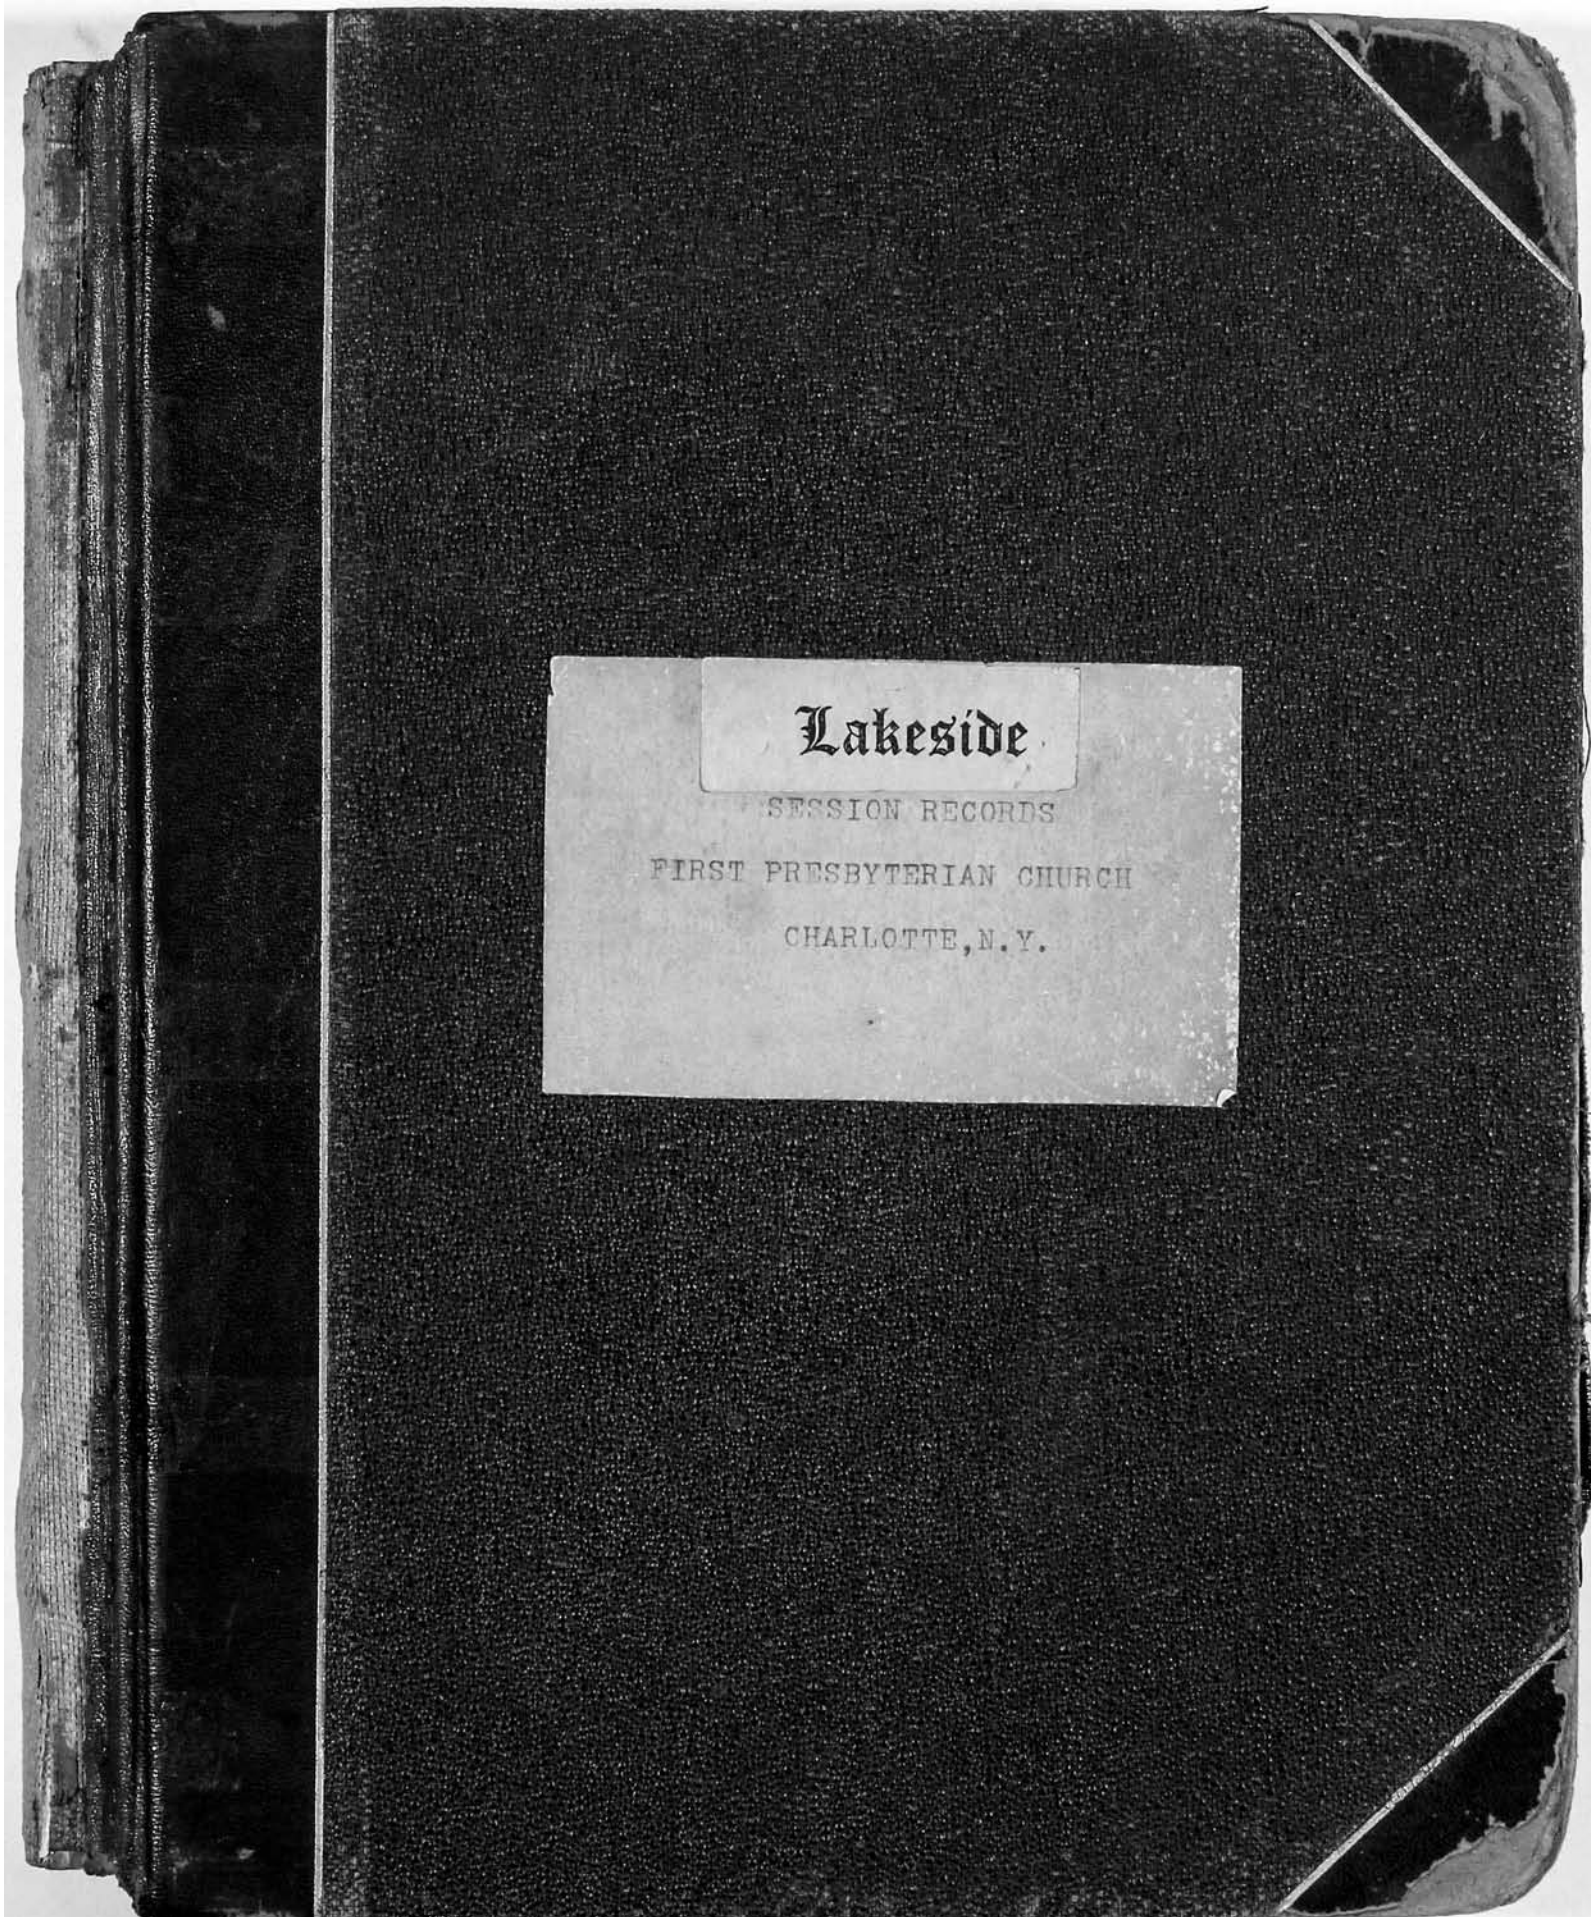 Lakeside
SESSION RECORDS
FIRST PRESBYTERIAN CHURCH
CHARLOTTE, N.Y.